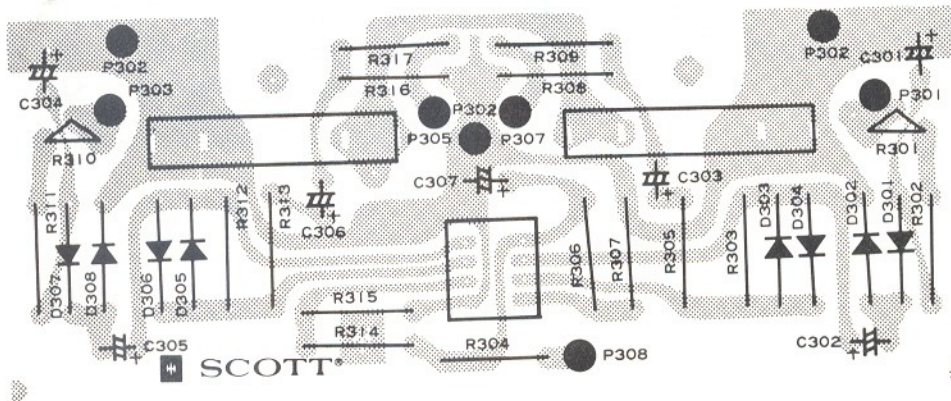 P302
C304
P303
R310
R317
R316
P305
P302
P307
R309
R308
P302
C301
P301
R301
C307
C303
C306
R311
D307
D308
D306
D305
R312
R313
R306
R307
R305
R303
D303
D304
D302
D301
R302
R315
R314
R304
P308
C305
C302
SCOTT®